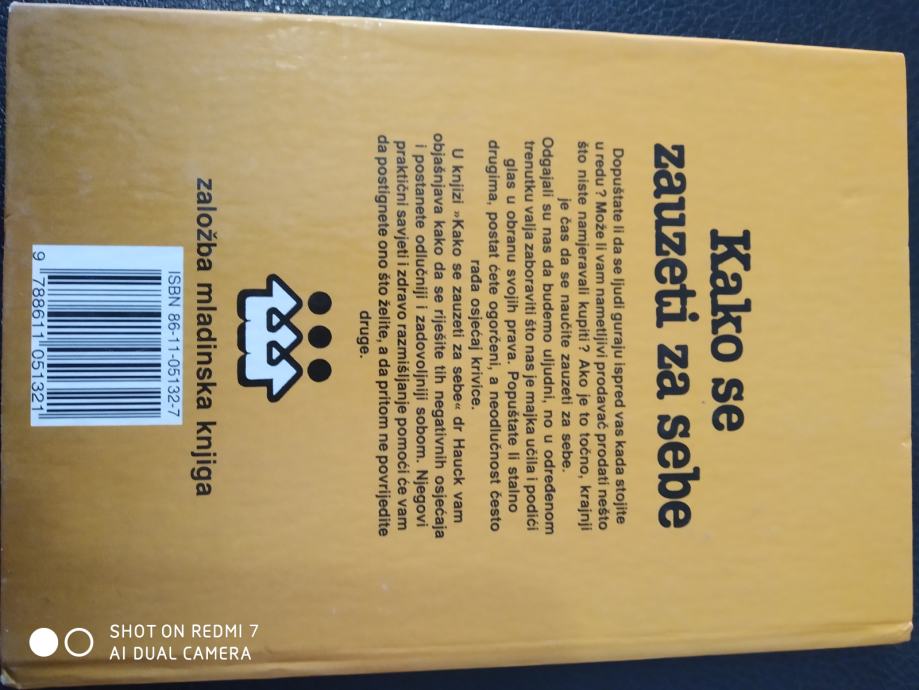 Kako se
zauzeti za sebe
Dopuštate li da se ljudi guraju ispred vas kada stojite
u redu? Može li vam nametljivi prodavač prodati nešto
što niste namjeravali kupiti? Ako je to točno, krajnji
je čas da se naučite zauzeti za sebe.
Odgajali su nas da budemo uljudni, no u određenom
trenutku valja zaboraviti što nas je majka učila i podići
glas u obranu svojih prava. Popuštate li stalno
drugima, postat ćete ogorčeni, a neodlučnost često
rađa osjećaj krivice.
U knjizi »Kako se zauzeti za sebe« dr Hauck vam
objašnjava kako da se riješite tih negativnih osjećaja
i postanete odlučniji i zadovoljniji sobom. Njegovi
praktični savjeti i zdravo razmišljanje pomoći će vam
da postignete ono što želite, a da pritom ne povrijedite
druge.
založba mladinska knjiga
ISBN 86-11-05132-7
9 788611 051321
SHOT ON REDMI 7
AI DUAL CAMERA